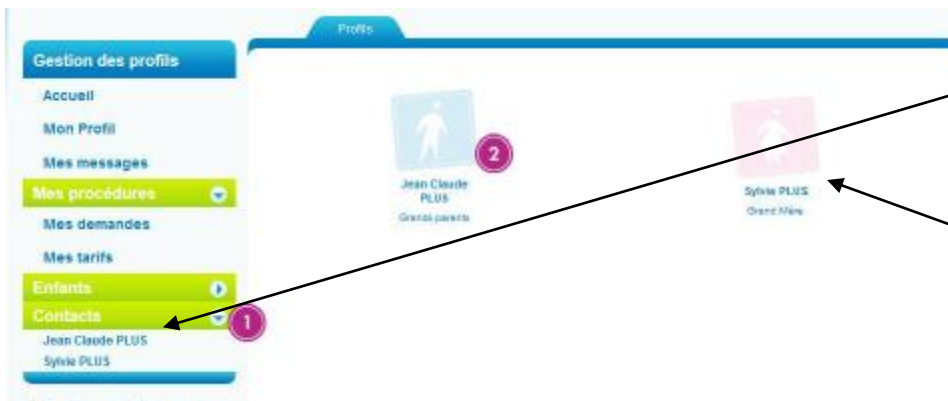 Profils
Gestion des profils
Accueil
Mon Profil
Mes messages
Mes procédures
Mes demandes
Mes tarifs
Enfants
Contacts
1
Jean Claude PLUS
Sylvie PLUS
2
Jean Claude
PLUS
Grands parents
Sylvie PLUS
Grand Mère